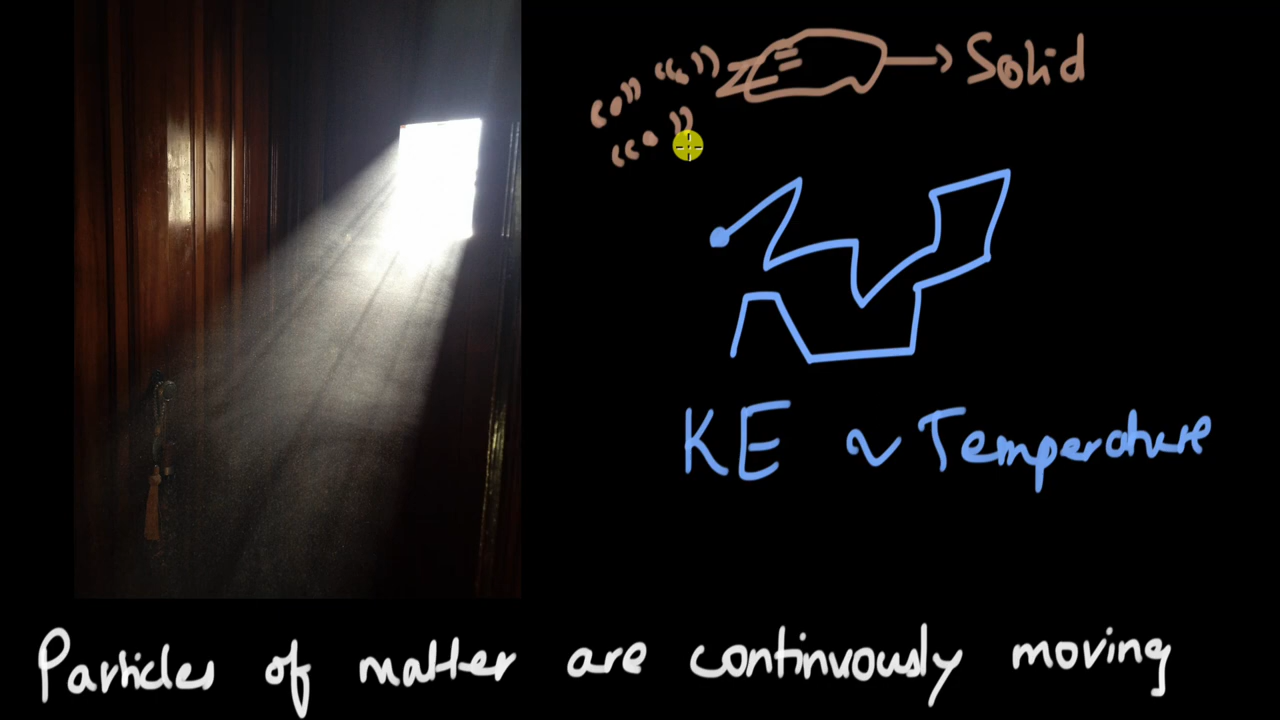 Solid
KE ~ Temperature
Particles of matter are continuously moving